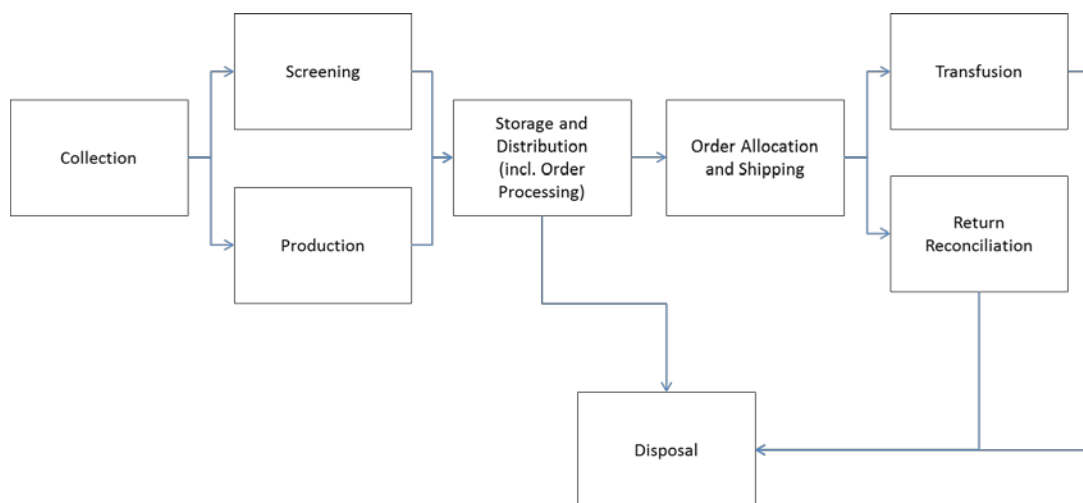 Collection
Screening
Production
Storage and
Distribution
(incl. Order
Processing)
Order Allocation
and Shipping
Transfusion
Return
Reconciliation
Disposal